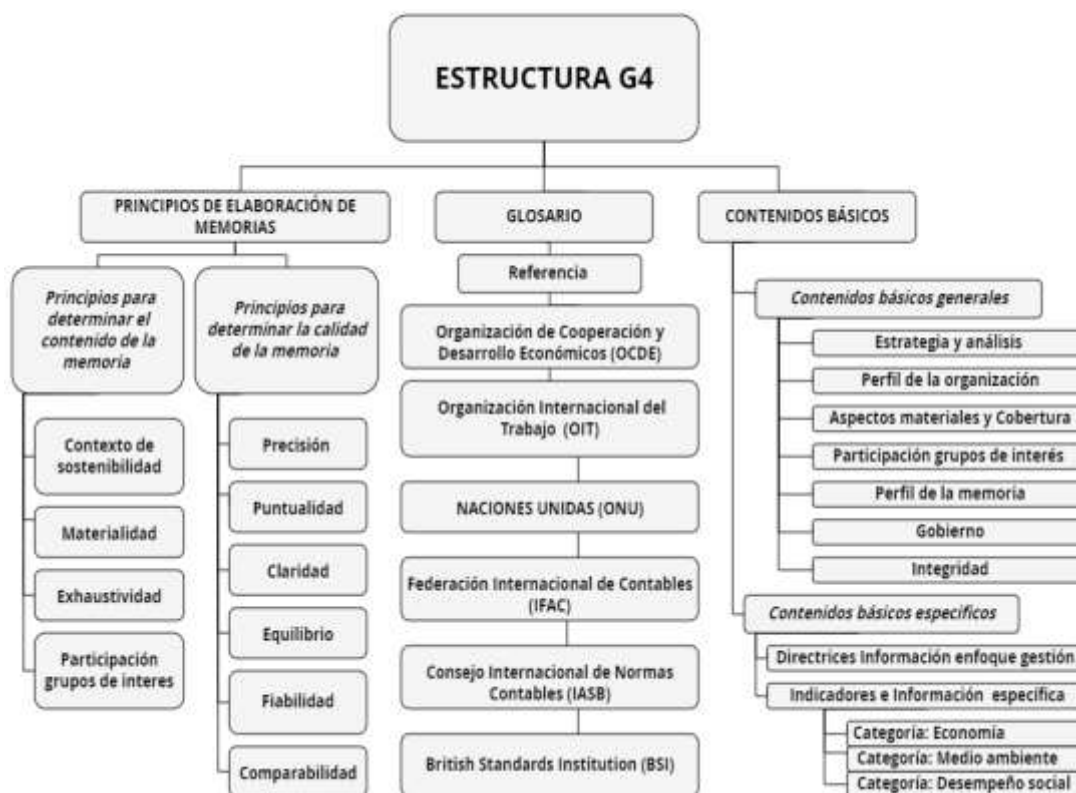 ESTRUCTURA G4
PRINCIPIOS DE ELABORACIÓN DE
MEMORIAS
Principios para
determinar el
contenido de la
memoria
Contexto de
sostenibilidad
Materialidad
Exhaustividad
Participación
grupos de interes
Principios para
determinar la calidad
de la memoria
Precisión
Puntualidad
Claridad
Equilibrio
Fiabilidad
Comparabilidad
GLOSARIO
Referencia
Organización de Cooperación y
Desarrollo Económicos (OCDE)
Organización Internacional del
Trabajo (OIT)
NACIONES UNIDAS (ONU)
Federación Internacional de Contables
(IFAC)
Consejo Internacional de Normas
Contables (IASB)
British Standards Institution (BSI)
CONTENIDOS BÁSICOS
Contenidos básicos generales
Estrategia y análisis
Perfil de la organización
Aspectos materiales y Cobertura
Participación grupos de interés
Perfil de la memoria
Gobierno
Integridad
Contenidos básicos específicos
Directrices Información enfoque gestión
Indicadores e Información específica
Categoría: Economía
Categoría: Medio ambiente
Categoría: Desempeño social